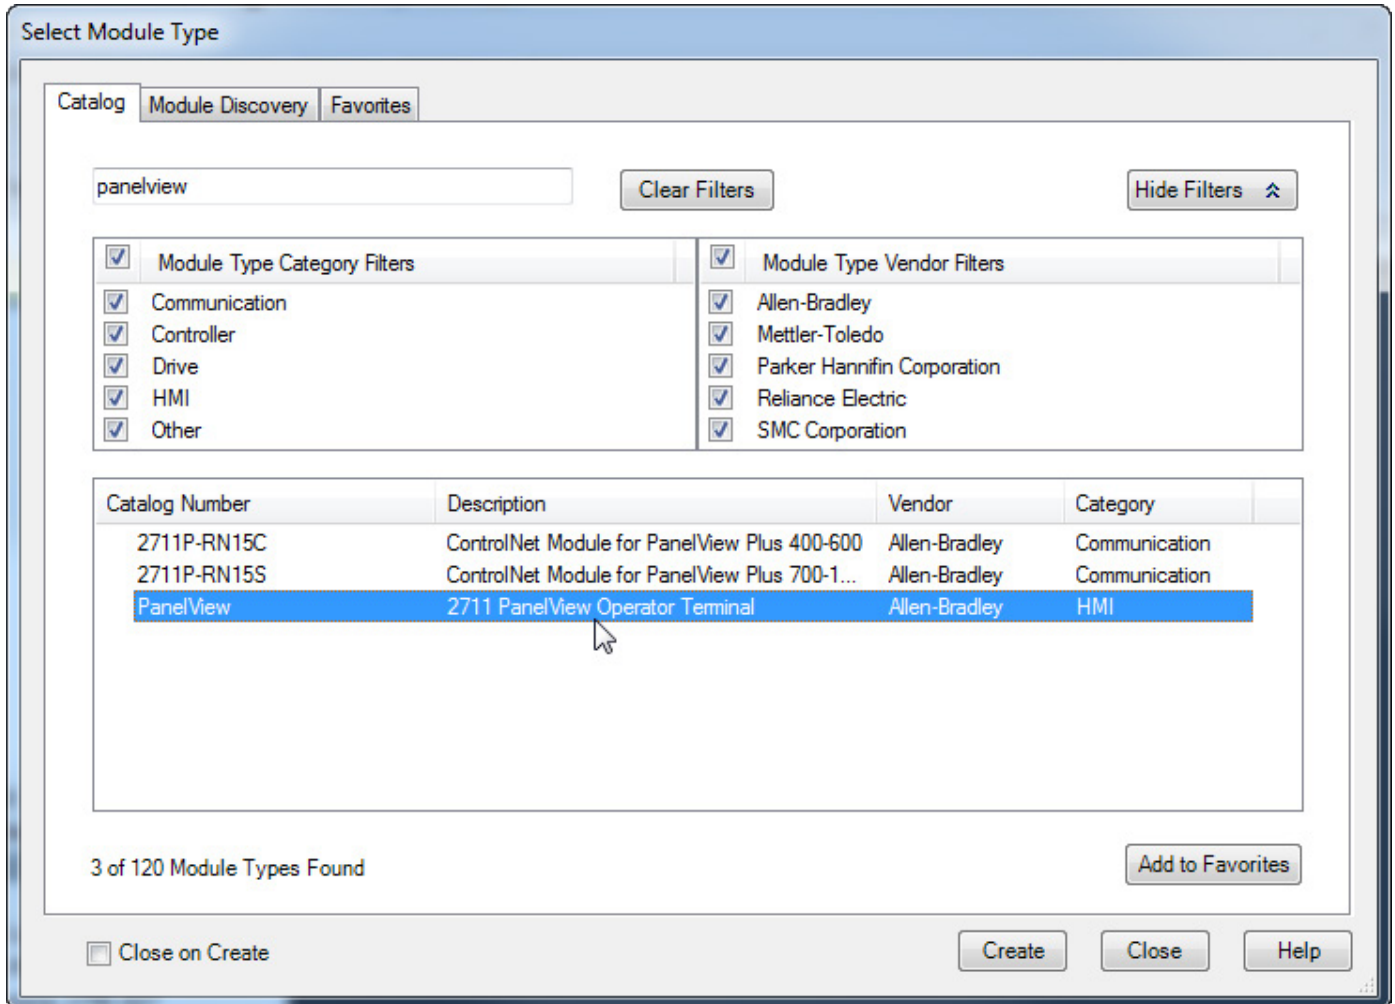 Select Module Type
Catalog Module Discovery Favorites
panelview Clear Filters Hide Filters
Module Type Category Filters Module Type Vendor Filters
Communication Allen-Bradley
Controller Mettler-Toledo
Drive Parker Hannifin Corporation
HMI Reliance Electric
Other SMC Corporation
Catalog Number Description Vendor Category
2711P-RN15C ControlNet Module for PanelView Plus 400-600 Allen-Bradley Communication
2711P-RN15S ControlNet Module for PanelView Plus 700-1... Allen-Bradley Communication
PanelView 2711 PanelView Operator Terminal Allen-Bradley HMI
3 of 120 Module Types Found Add to Favorites
Close on Create Create Close Help